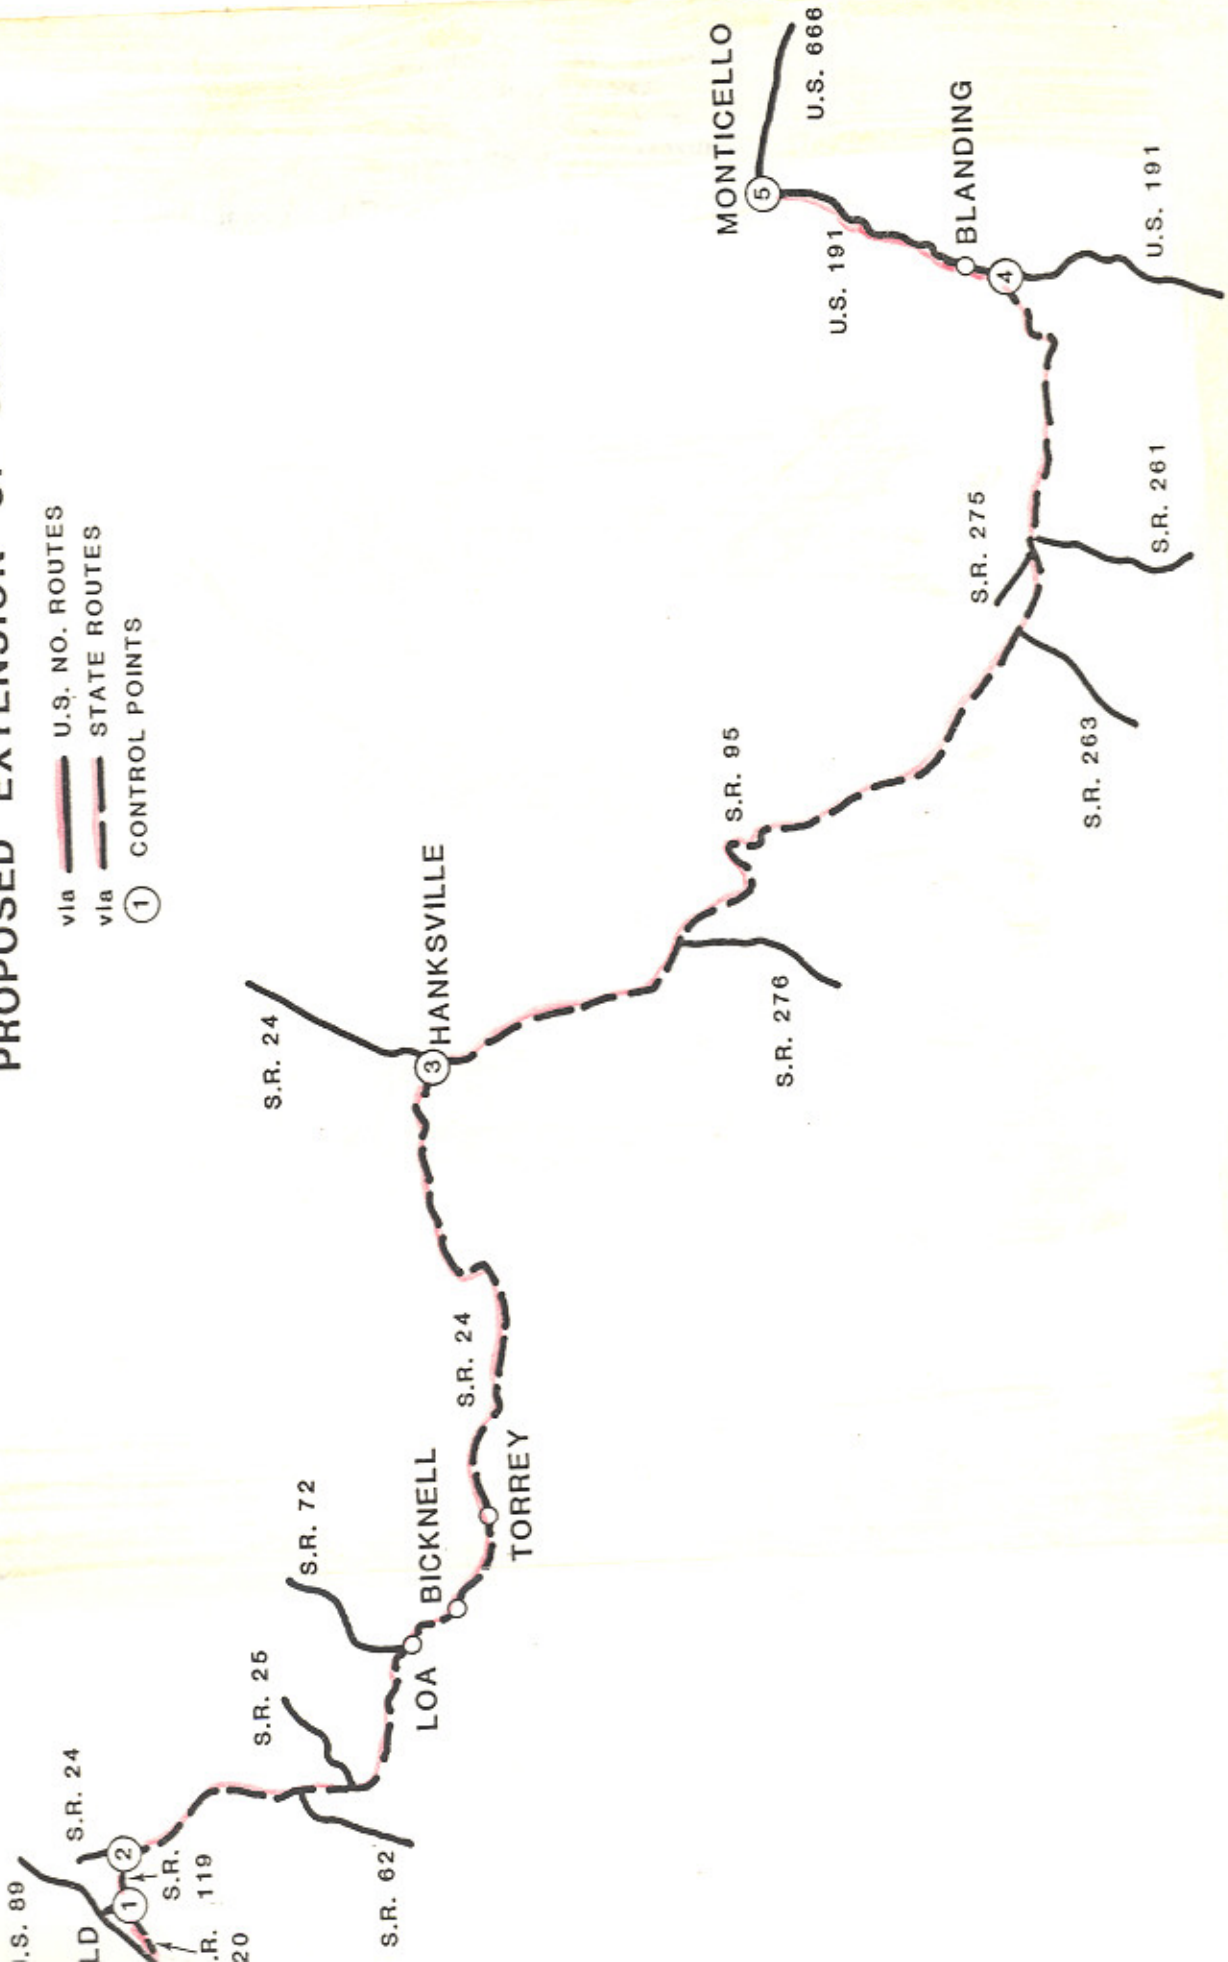 PROPOSED EXTENSION OF
via U.S. NO. ROUTES
via STATE ROUTES
1 CONTROL POINTS
MONTICELLO
5
U.S. 666
U.S. 191
BLANDING
4
U.S. 191
S.R. 275
S.R. 261
S.R. 263
S.R. 95
S.R. 276
HANKSVILLE
3
S.R. 24
S.R. 24
TORREY
BICKNELL
S.R. 72
LOA
S.R. 25
S.R. 24
2
S.R. 62
S.R.
119
1
.S. 89
LD
.R.
20